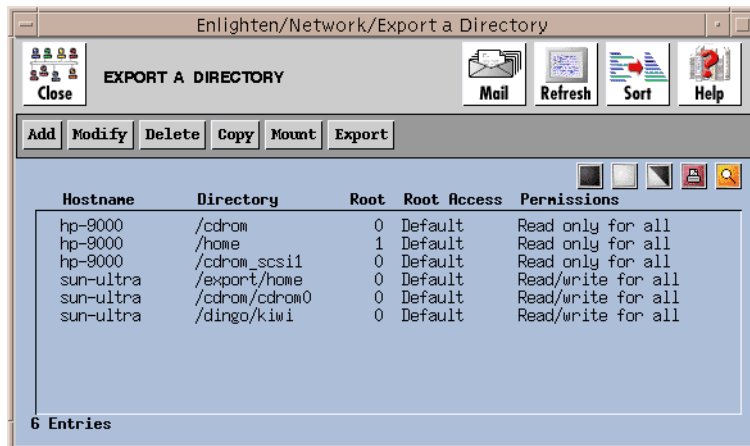 Enlighten/Network/Export a Directory
Close
EXPORT A DIRECTORY
Mail
Refresh
Sort
Help
Add Modify Delete Copy Mount Export
Hostname Directory Root Root Access Permissions
hp-9000 /cdrom 0 Default Read only for all
hp-9000 /home 1 Default Read only for all
hp-9000 /cdrom_scsi1 0 Default Read only for all
sun-ultra /export/home 0 Default Read/write for all
sun-ultra /cdrom/cdrom0 0 Default Read/write for all
sun-ultra /dingo/kiwi 0 Default Read/write for all
6 Entries